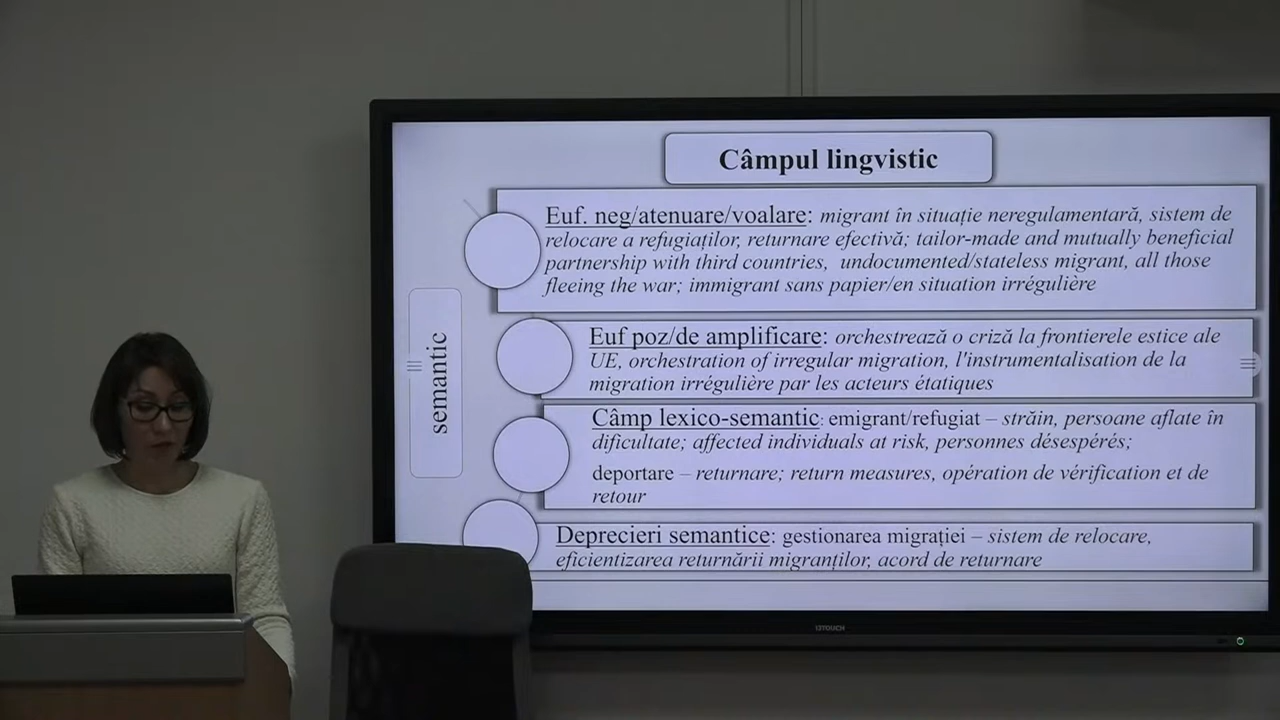 Câmpul lingvistic
semantic
Euf. neg/atenuare/voalare: migrant în situație neregulamentară, sistem de
relocare a refugiaților, returnare efectivă; tailor-made and mutually beneficial
partnership with third countries, undocumented/stateless migrant, all those
fleeing the war; immigrant sans papier/en situation irrégulière
Euf poz/de amplificare: orchestrează o criză la frontierele estice ale
UE, orchestration of irregular migration, l'instrumentalisation de la
migration irrégulière par les acteurs étatiques
Câmp lexico-semantic: emigrant/refugiat – străin, persoane aflate în
dificultate; affected individuals at risk, personnes désespérés;
deportare – returnare; return measures, opération de vérification et de
retour
Deprecieri semantice: gestionarea migrației – sistem de relocare,
eficientizarea returnării migranților, acord de returnare